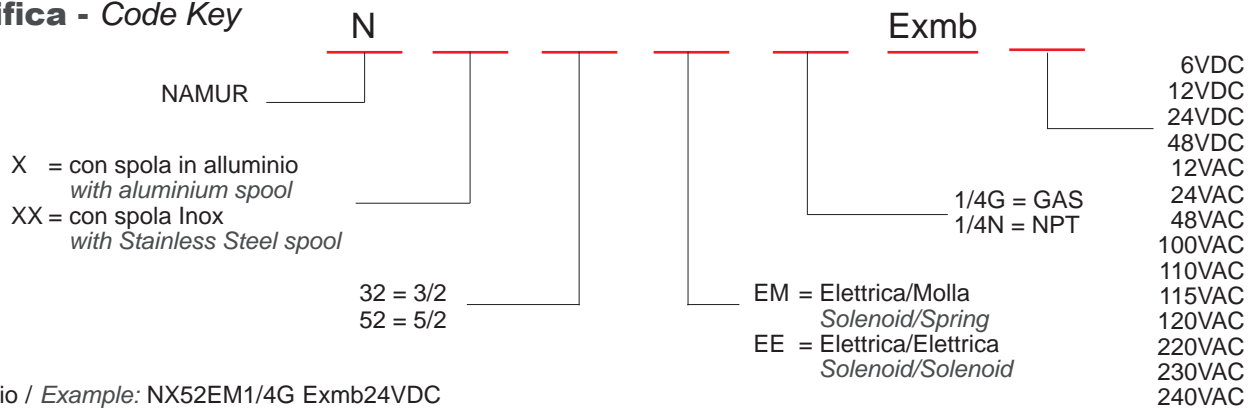 ifica - Code Key
N Exmb
NAMUR
X = con spola in alluminio
with aluminium spool
XX = con spola Inox
with Stainless Steel spool
32 = 3/2
52 = 5/2
EM = Elettrica/Molla
Solenoid/Spring
EE = Elettrica/Elettrica
Solenoid/Solenoid
1/4G = GAS
1/4N = NPT
6VDC
12VDC
24VDC
48VDC
12VAC
24VAC
48VAC
100VAC
110VAC
115VAC
120VAC
220VAC
230VAC
240VAC
io / Example: NX52EM1/4G Exmb24VDC